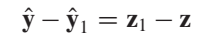 ŷ − ŷ₁ = z₁ − z